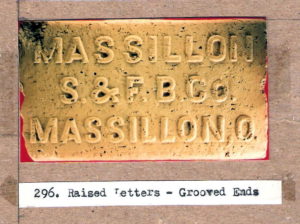 MASSILLON
S.&F.B.Co.
MASSILLON.O.
296. Raised Letters - Grooved Ends